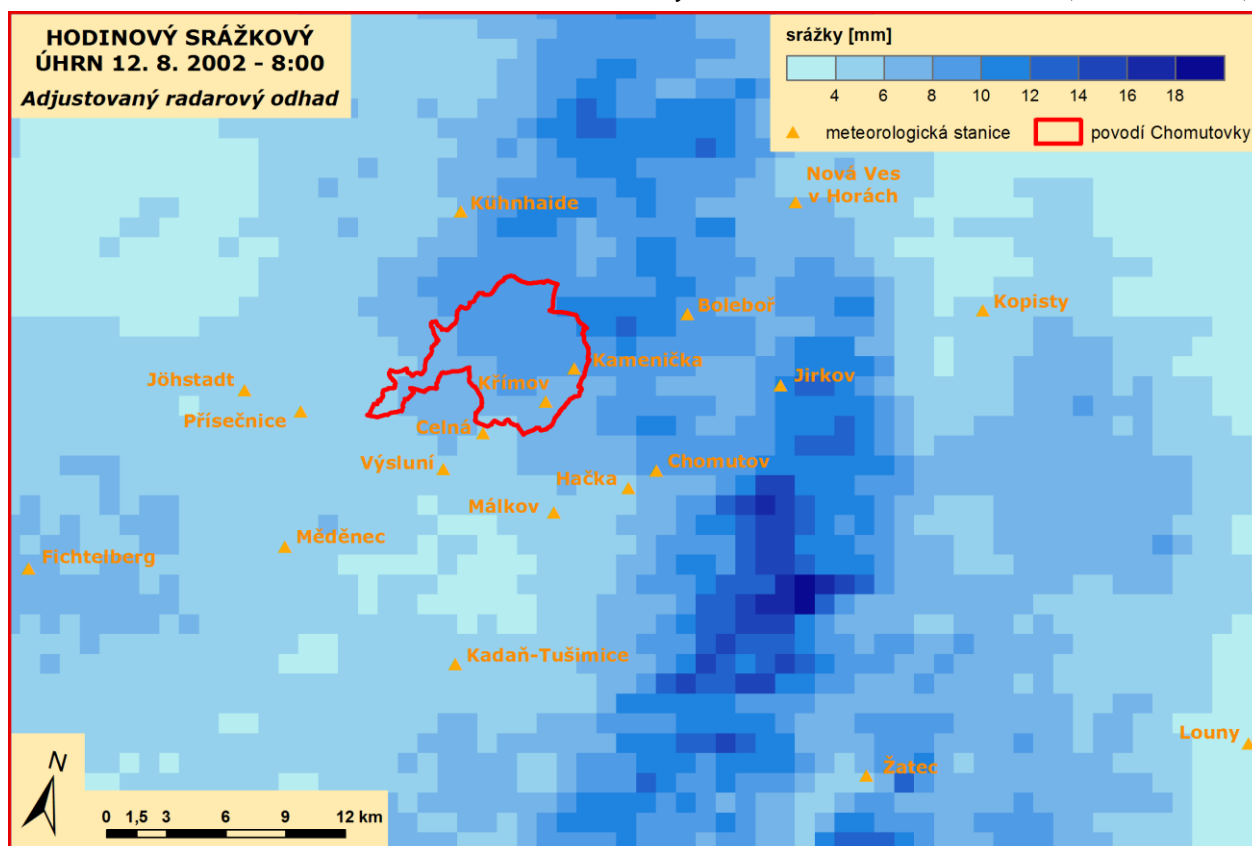 HODINOVÝ SRÁŽKOVÝ
ÚHRN 12. 8. 2002 - 8:00
Adjustovaný radarový odhad
srážky [mm]
4 6 8 10 12 14 16 18
meteorologická stanice povodí Chomutovky
Nová Ves
v Horách
Kühnhaide
Boleboř
Kopisty
Kamenička
Jöhstadt
Křímov
Jirkov
Přísečnice
Celná
Výsluní
Chomutov
Hačka
Málkov
Měděnec
Fichtelberg
Kadaň-Tušimice
Louny
Žatec
N
0 1,5 3 6 9 12 km